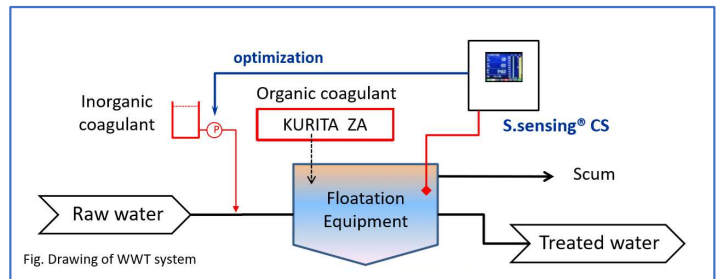 optimization
Inorganic
coagulant
P
Organic coagulant
KURITA ZA
S.sensing® CS
Floatation
Equipment
Scum
Raw water
Treated water
Fig. Drawing of WWT system